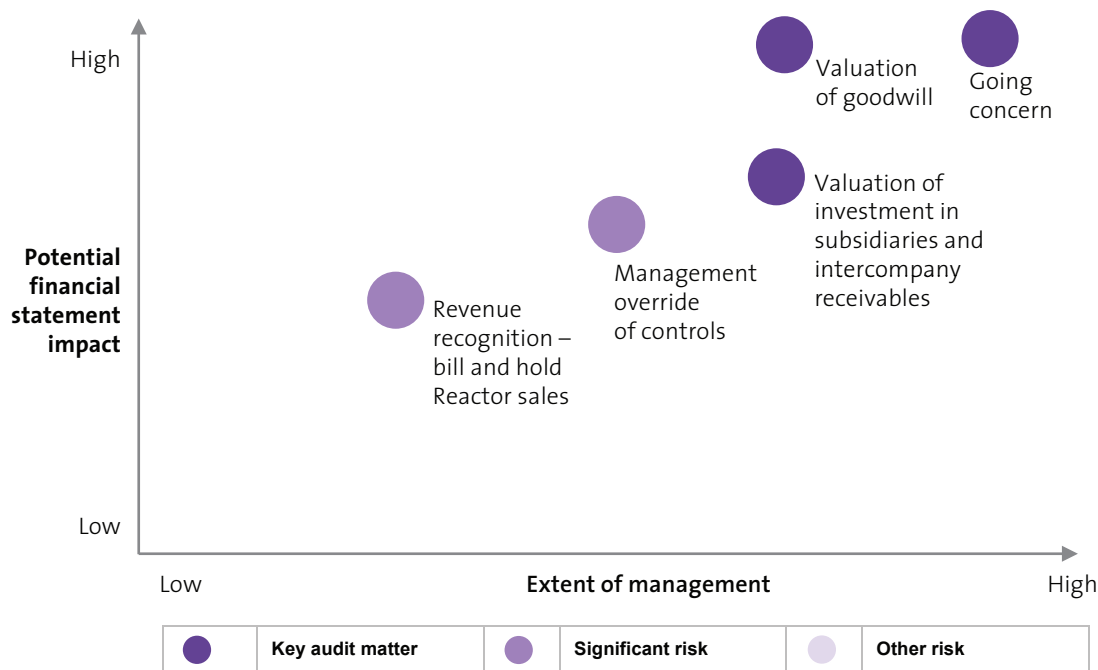 High
Valuation
of goodwill
Going
concern
Valuation of
investment in
subsidiaries and
intercompany
receivables
Management
override
of controls
Revenue
recognition –
bill and hold
Reactor sales
Potential
financial
statement
impact
Low
Low
Extent of management
High
Key audit matter
Significant risk
Other risk